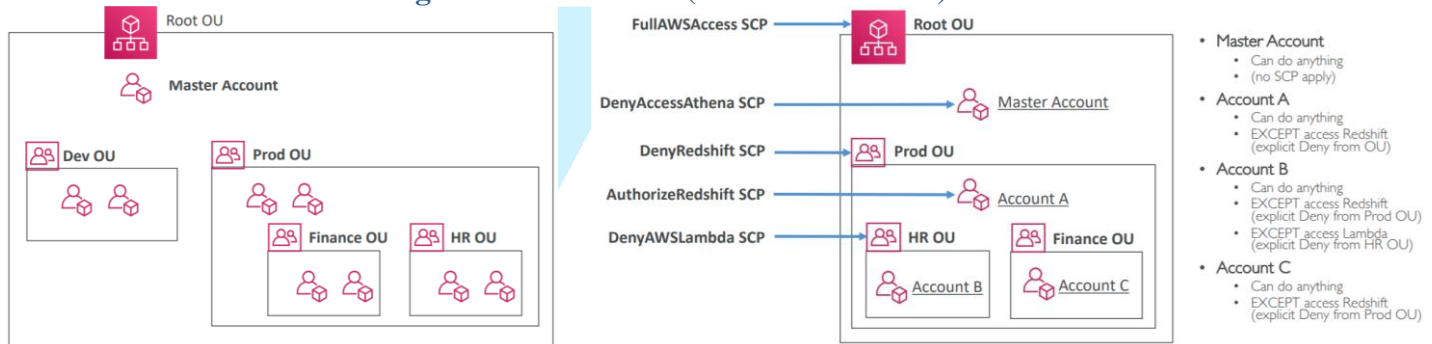 Root OU
Master Account
Dev OU
Prod OU
Finance OU
HR OU
FullAWSAccess SCP
Root OU
DenyAccessAthena SCP
Master Account
DenyRedshift SCP
Prod OU
AuthorizeRedshift SCP
Account A
DenyAWSLambda SCP
HR OU
Finance OU
Account B
Account C
• Master Account
• Can do anything
• (no SCP apply)
• Account A
• Can do anything
• EXCEPT access Redshift
(explicit Deny from OU)
• Account B
• Can do anything
• EXCEPT access Redshift
(explicit Deny from Prod OU)
• EXCEPT access Lambda
(explicit Deny from HR OU)
• Account C
• Can do anything
• EXCEPT access Redshift
(explicit Deny from Prod OU)